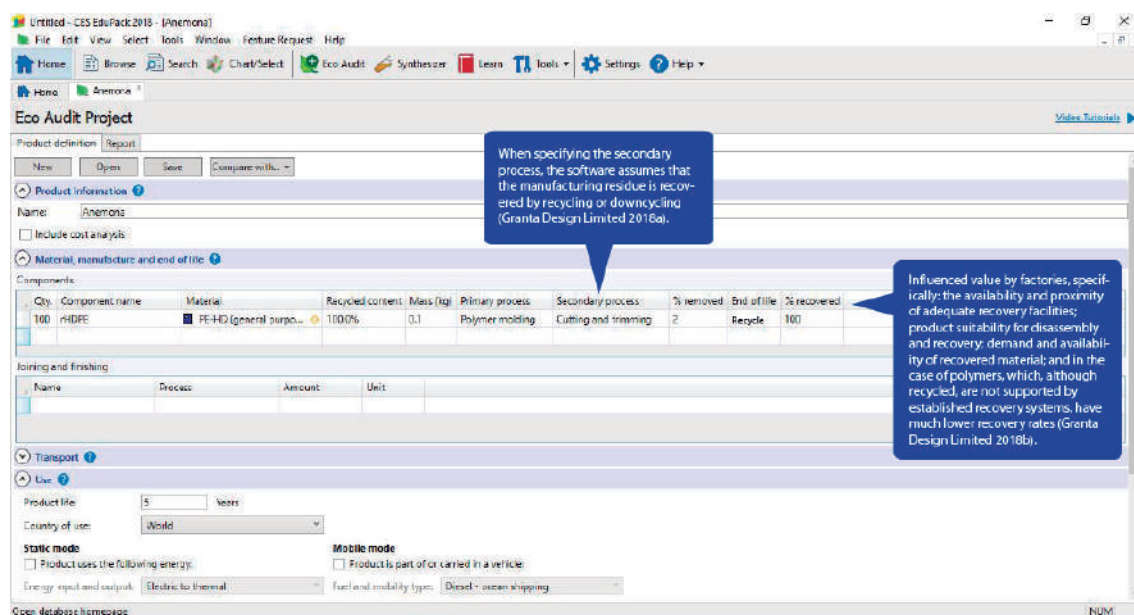 Untitled - CES EduPack 2018 - [Anemona]
File Edit View Select Tools Window Feature Request Help
Home Browse Search Chart/Select Eco Audit Synthesizer Learn Tools Settings Help
Home Anemona
Eco Audit Project Video Tutorials
Product definition Report
New Open Save Compare with...
Product information
Name: Anemona
Include cost analysis
Material, manufacture and end of life
Components
Qty. Component name Material Recycled content Mass (kg) Primary process Secondary process % removed End of life % recovered
100 rHDPE PE-HD (general purpo... 100.0% 0.1 Polymer molding Cutting and trimming 2 Recycle 100
Joining and finishing
Name Process Amount Unit
Transport
Use
Product life: 5 Years
Country of use: World
Static mode Mobile mode
Product uses the following energy: Product is part of or carried in a vehicle:
Energy input and output: Electric to thermal Fuel and mobility type: Diesel - ocean shipping
Open database homepage NUM
When specifying the secondary
process, the software assumes that
the manufacturing residue is recov-
ered by recycling or downcycling
(Granta Design Limited 2018a).
Influenced value by factories, specif-
ically: the availability and proximity
of adequate recovery facilities;
product suitability for disassembly
and recovery; demand and availabil-
ity of recovered material; and in the
case of polymers, which, although
recycled, are not supported by
established recovery systems, have
much lower recovery rates (Granta
Design Limited 2018b).